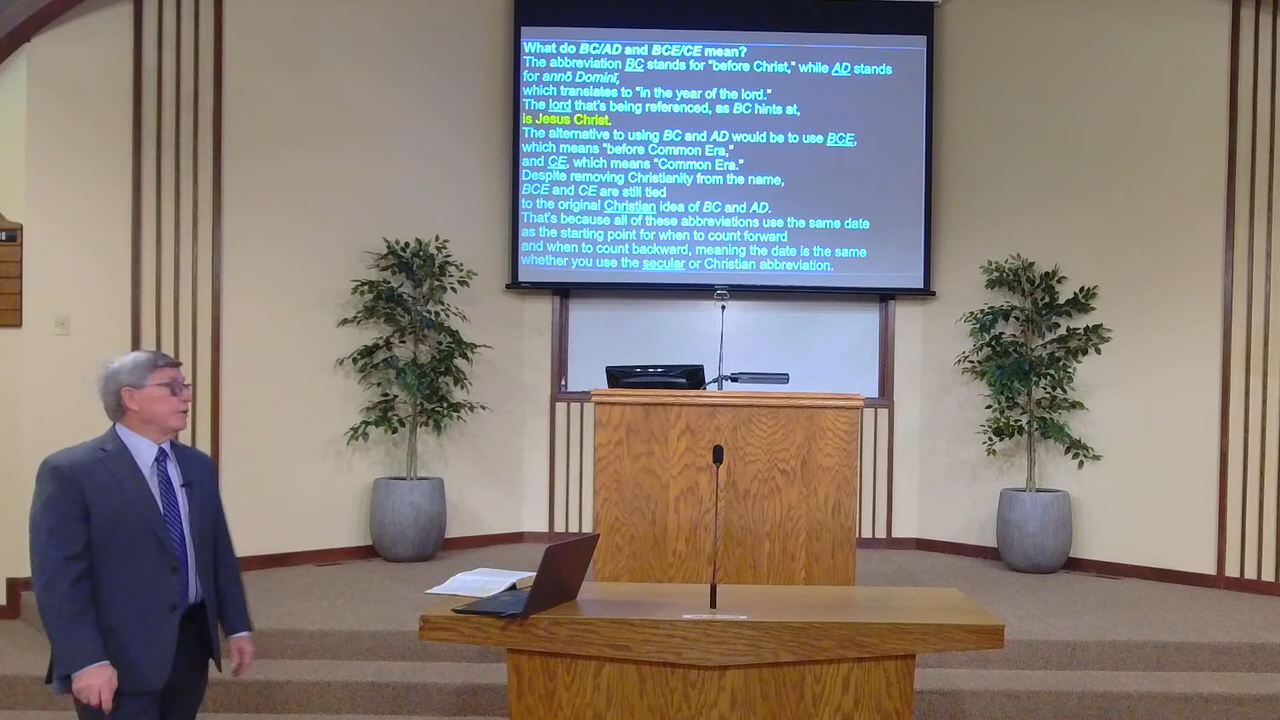 What do BC/AD and BCE/CE mean?
The abbreviation BC stands for "before Christ," while AD stands
for annō Dominī,
which translates to "in the year of the lord."
The lord that's being referenced, as BC hints at,
is Jesus Christ.
The alternative to using BC and AD would be to use BCE,
which means "before Common Era,"
and CE, which means "Common Era."
Despite removing Christianity from the name,
BCE and CE are still tied
to the original Christian idea of BC and AD.
That's because all of these abbreviations use the same date
as the starting point for when to count forward
and when to count backward, meaning the date is the same
whether you use the secular or Christian abbreviation.